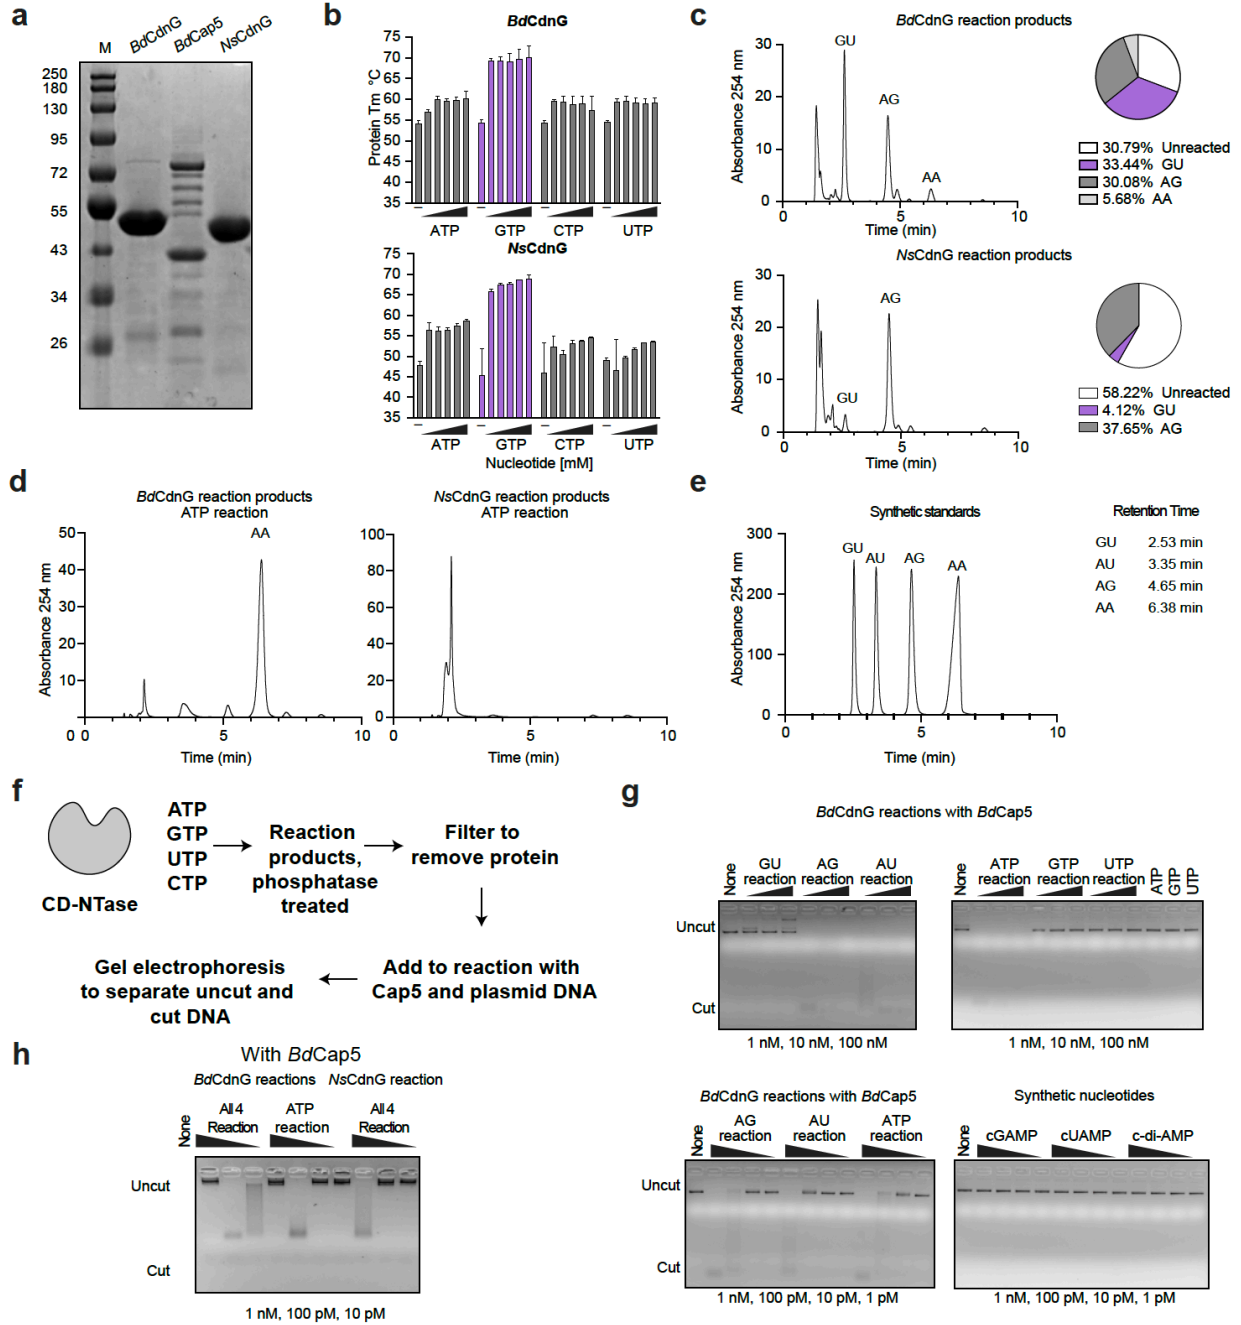 a
M
BdCdnG
BdCap5
NsCdnG
250
180
130
95
72
55
43
34
26
b
BdCdnG
Protein Tm °C
75
70
65
60
55
50
45
40
35
–
–
–
–
ATP
GTP
CTP
UTP
NsCdnG
75
70
65
60
55
50
45
40
35
–
–
–
–
ATP
GTP
CTP
UTP
Nucleotide [mM]
c
BdCdnG reaction products
Absorbance 254 nm
30
20
10
0
GU
AG
AA
0
5
10
Time (min)
30.79% Unreacted
33.44% GU
30.08% AG
5.68% AA
NsCdnG reaction products
Absorbance 254 nm
30
20
10
0
GU
AG
0
5
10
Time (min)
58.22% Unreacted
4.12% GU
37.65% AG
d
BdCdnG reaction products
ATP reaction
Absorbance 254 nm
50
40
30
20
10
AA
0
5
10
Time (min)
NsCdnG reaction products
ATP reaction
100
80
60
40
20
0
0
5
10
Time (min)
e
Synthetic standards
Absorbance 254 nm
300
200
100
0
GU
AU
AG
AA
0
5
10
Time (min)
Retention Time
GU 2.53 min
AU 3.35 min
AG 4.65 min
AA 6.38 min
f
CD-NTase
ATP
GTP
UTP
CTP
Reaction
products,
phosphatase
treated
Filter to
remove protein
Add to reaction with
Cap5 and plasmid DNA
Gel electrophoresis
to separate uncut and
cut DNA
g
BdCdnG reactions with BdCap5
None
GU
reaction
AG
reaction
AU
reaction
Uncut
Cut
1 nM, 10 nM, 100 nM
None
ATP
reaction
GTP
reaction
UTP
reaction
ATP
GTP
UTP
1 nM, 10 nM, 100 nM
BdCdnG reactions with BdCap5
None
AG
reaction
AU
reaction
ATP
reaction
Uncut
Cut
1 nM, 100 pM, 10 pM, 1 pM
Synthetic nucleotides
None
cGAMP
cUAMP
c-di-AMP
1 nM, 100 pM, 10 pM, 1 pM
h
With BdCap5
BdCdnG reactions
NsCdnG reaction
None
All 4
Reaction
ATP
reaction
All 4
Reaction
Uncut
Cut
1 nM, 100 pM, 10 pM